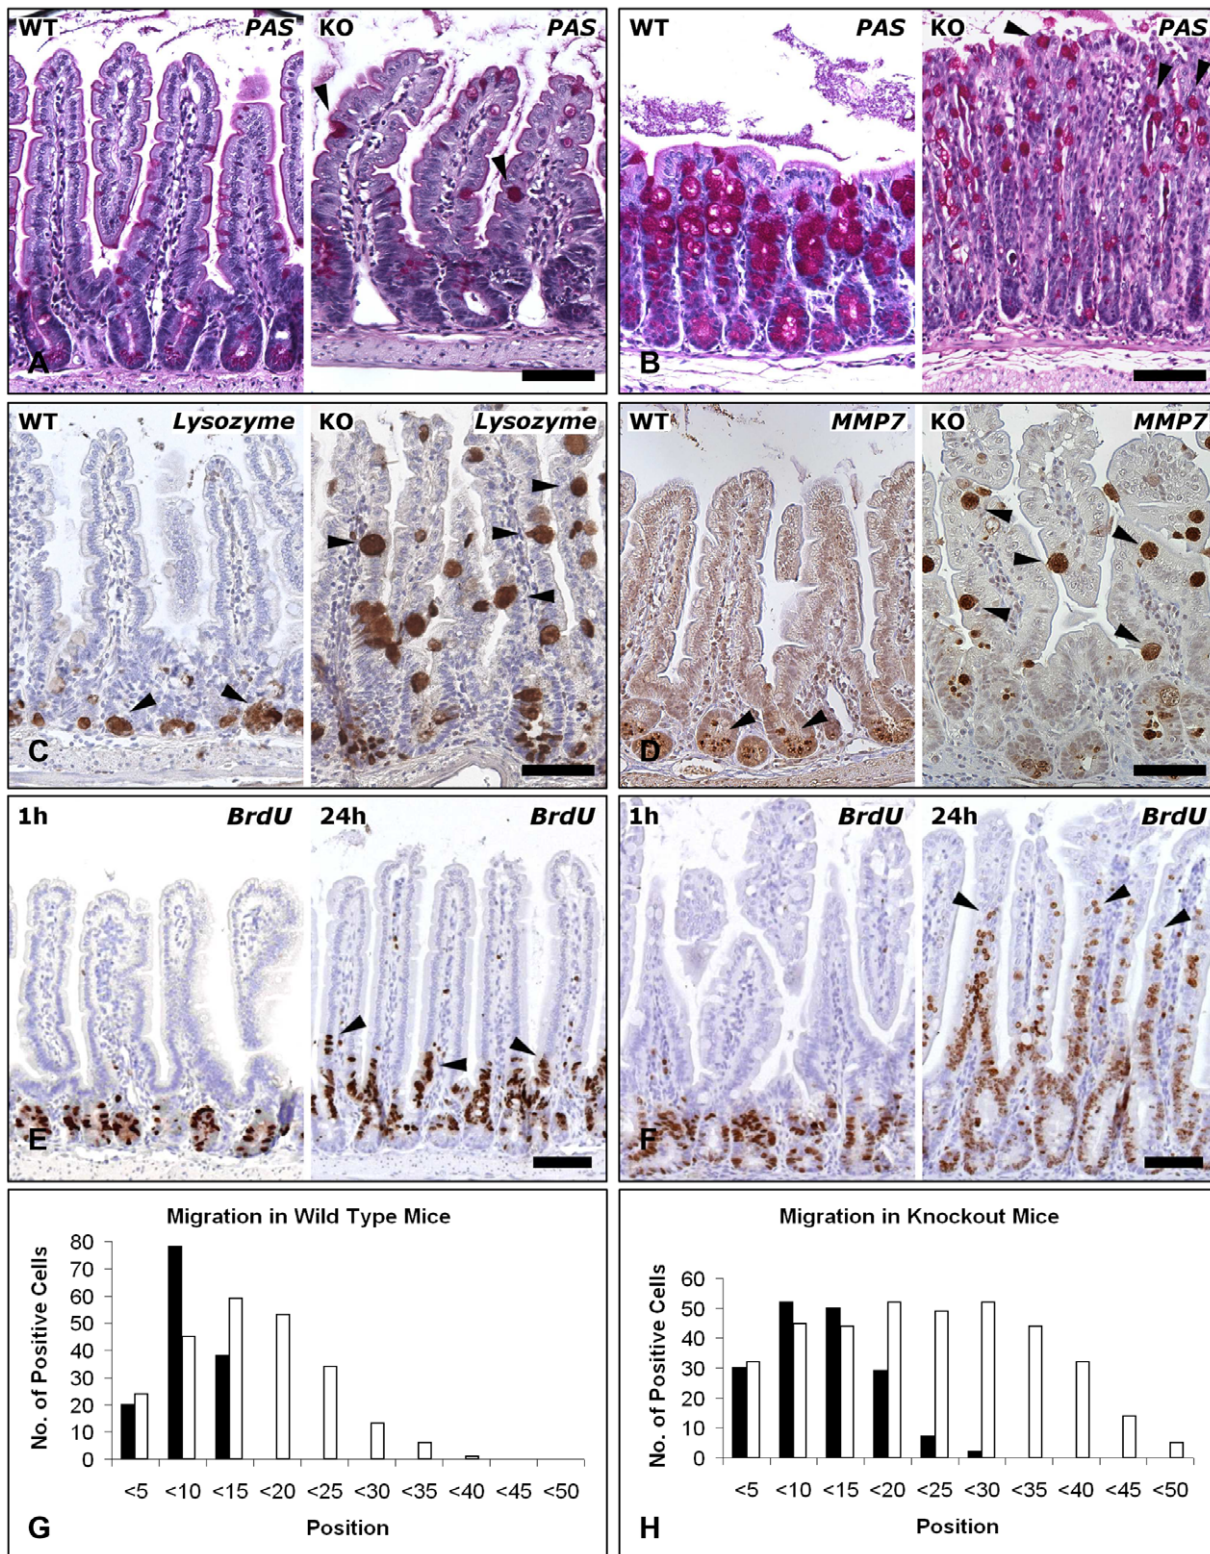 WT PAS KO PAS
A
WT PAS KO PAS
B
WT Lysozyme KO Lysozyme
C
WT MMP7 KO MMP7
D
1h BrdU 24h BrdU
E
1h BrdU 24h BrdU
F
Migration in Wild Type Mice
No. of Positive Cells
80
70
60
50
40
30
20
10
0
<5 <10 <15 <20 <25 <30 <35 <40 <45 <50
Position
G
Migration in Knockout Mice
No. of Positive Cells
60
50
40
30
20
10
0
<5 <10 <15 <20 <25 <30 <35 <40 <45 <50
Position
H